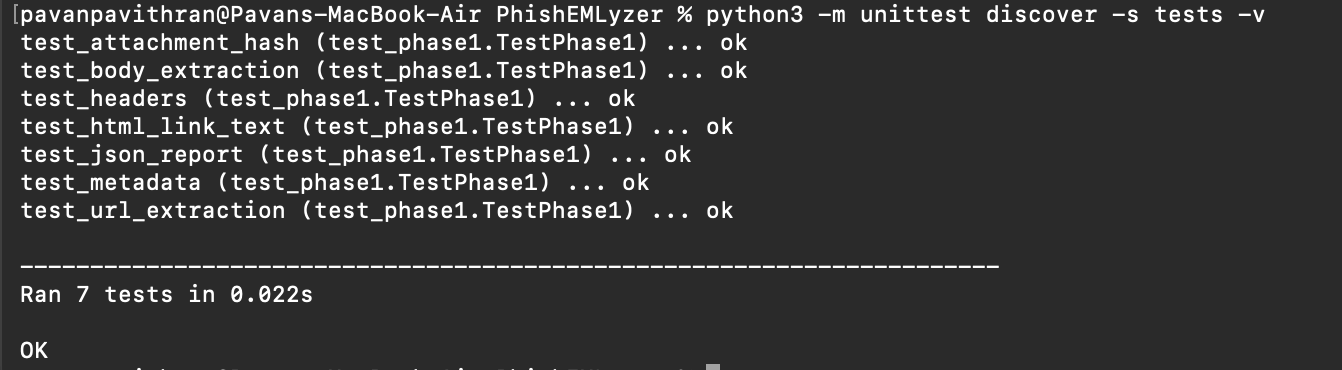 [pavanpavithran@Pavans-MacBook-Air PhishEMLyzer % python3 -m unittest discover -s tests -v
test_attachment_hash (test_phase1.TestPhase1) ... ok
test_body_extraction (test_phase1.TestPhase1) ... ok
test_headers (test_phase1.TestPhase1) ... ok
test_html_link_text (test_phase1.TestPhase1) ... ok
test_json_report (test_phase1.TestPhase1) ... ok
test_metadata (test_phase1.TestPhase1) ... ok
test_url_extraction (test_phase1.TestPhase1) ... ok
----------------------------------------------------------------------
Ran 7 tests in 0.022s
OK